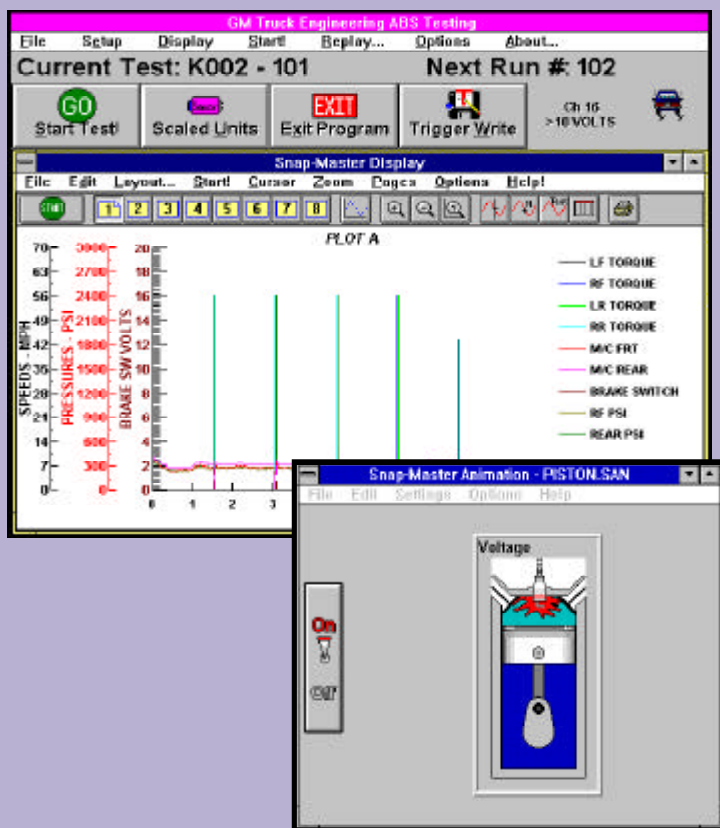 GM Truck Engineering ABS Testing
File Setup Display Start! Replay... Options About...
Current Test: K002 - 101 Next Run #: 102
GO
Start Test!
Scaled Units
EXIT
Exit Program
Trigger Write
Ch 16
>10 VOLTS
Snap-Master Display
File Edit Layout... Start! Cursor Zoom Pages Options Help!
START 1 2 3 4 5 6 7 8
PLOT A
SPEEDS - MPH
70
63
56
49
42
35
28
21
14
7
0
PRESSURES - PSI
3000
2700
2400
2100
1800
1500
1200
900
600
300
0
BRAKE SW VOLTS
20
18
16
14
12
10
8
6
4
2
0
0 1 2 3
LF TORQUE
RF TORQUE
LR TORQUE
RR TORQUE
M/C FRT
M/C REAR
BRAKE SWITCH
RF PSI
REAR PSI
Snap-Master Animation - PISTON.SAN
File Edit Settings Options Help
Voltage
On
Off